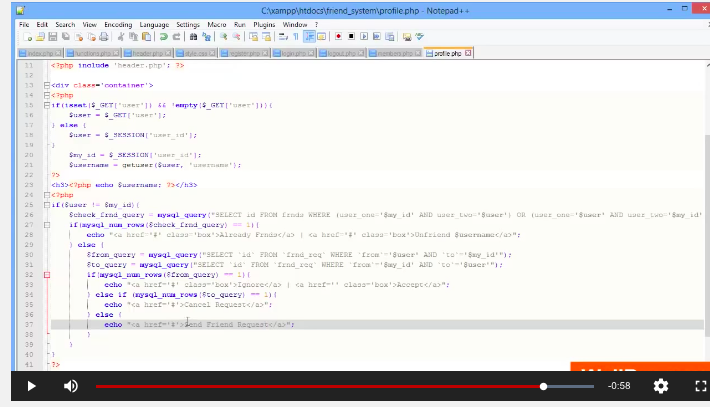 C:\xampp\htdocs\friend_system\profile.php - Notepad++
File Edit Search View Encoding Language Settings Macro Run Plugins Window ?
index.php functions.php header.php style.css register.php login.php logout.php members.php profile.php
11 <?php include 'header.php'; ?>
12
13 <div class='container'>
14 <?php
15 if(isset($_GET['user']) && !empty($_GET['user'])){
16 $user = $_GET['user'];
17 } else {
18 $user = $_SESSION['user_id'];
19 }
20 $my_id = $_SESSION['user_id'];
21 $username = getuser($user, 'username');
22 ?>
23 <h3><?php echo $username; ?></h3>
24 <?php
25 if($user != $my_id){
26 $check_frnd_query = mysql_query("SELECT id FROM frnds WHERE (user_one='$my_id' AND user_two='$user') OR (user_one='$user' AND user_two='$my_id'
27 if(mysql_num_rows($check_frnd_query) == 1){
28 echo "<a href='#' class='box'>Already Frnds</a> | <a href='#' class='box'>Unfriend $username</a>";
29 } else {
30 $from_query = mysql_query("SELECT `id` FROM `frnd_req` WHERE `from`='$user' AND `to`='$my_id'");
31 $to_query = mysql_query("SELECT `id` FROM `frnd_req` WHERE `from`='$my_id' AND `to`='$user'");
32 if(mysql_num_rows($from_query) == 1){
33 echo "<a href='#' class='box'>Ignore</a> | <a href='' class='box'>Accept</a>";
34 } else if (mysql_num_rows($to_query) == 1){
35 echo "<a href='#'>Cancel Request</a>";
36 } else {
37 echo "<a href='#'>Send Friend Request</a>";
38 }
39 }
40 }
41 ?>
-0:58